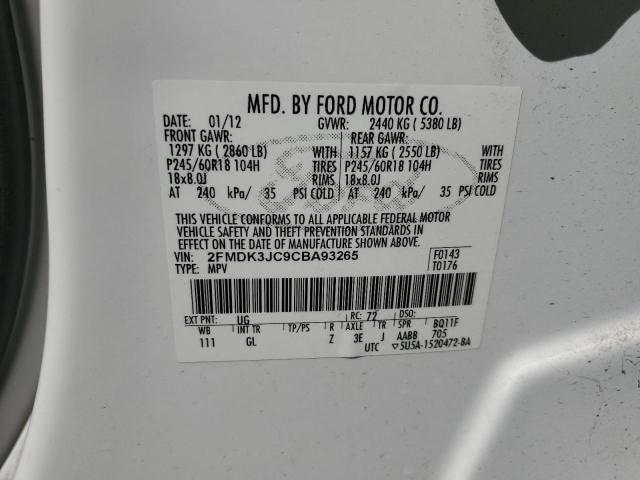 MFD. BY FORD MOTOR CO.
DATE: 01/12 GVWR: 2440 KG ( 5380 LB)
FRONT GAWR: REAR GAWR:
1297 KG ( 2860 LB) WITH 1157 KG ( 2550 LB) WITH
P245/60R18 104H TIRES P245/60R18 104H TIRES
18x8.0J RIMS 18x8.0J RIMS
AT 240 kPa/ 35 PSI COLD AT 240 kPa/ 35 PSI COLD
THIS VEHICLE CONFORMS TO ALL APPLICABLE FEDERAL MOTOR
VEHICLE SAFETY AND THEFT PREVENTION STANDARDS IN EFFECT
ON THE DATE OF MANUFACTURE SHOWN ABOVE.
VIN: 2FMDK3JC9CBA93265 F0143
TYPE: MPV T0176
EXT PNT: UG RC: 72 DSO:
WB INT TR TP/PS R AXLE TR SPR BQ11F
111 GL Z 3E J AABB 705
UTC ▽5U5A-1520472-BA